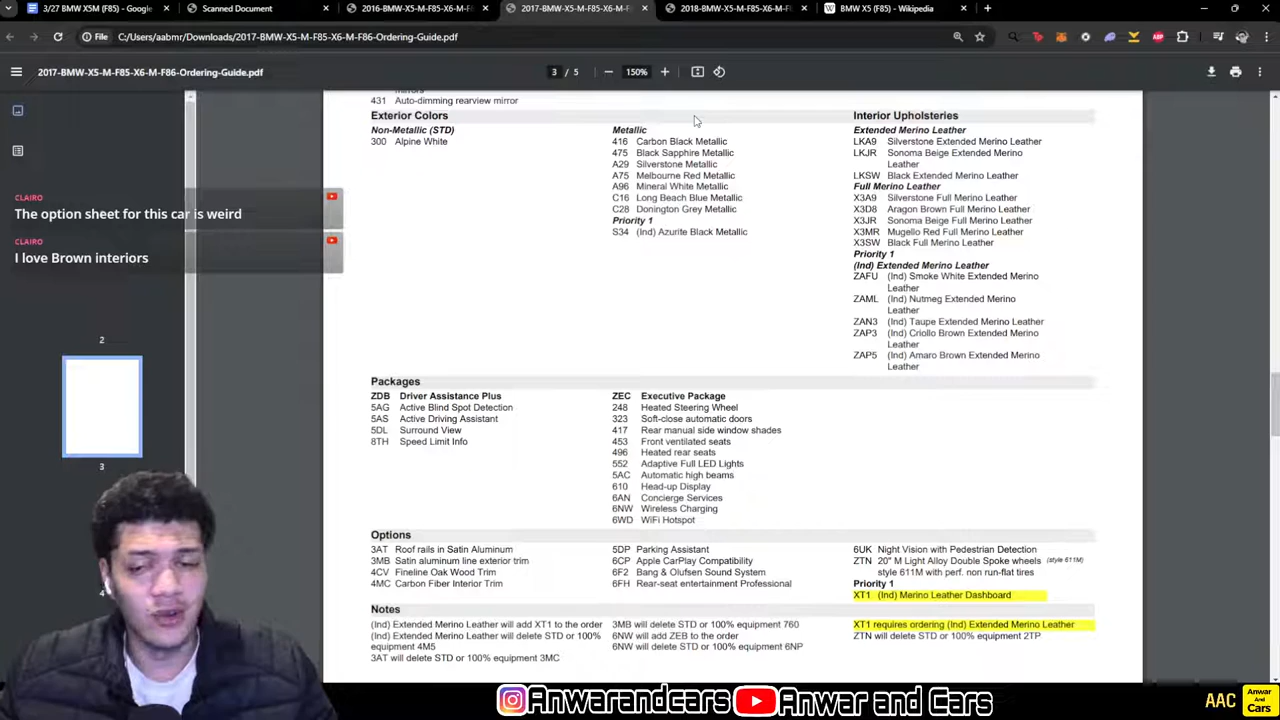 3/27 BMW X5M (F85) - Google
Scanned Document
2016-BMW-X5-M-F85-X6-M-F
2017-BMW-X5-M-F85-X6-M-F8
2018-BMW-X5-M-F85-X6-M-F8
BMW X5 (F85) - Wikipedia
File
C:/Users/aabmr/Downloads/2017-BMW-X5-M-F85-X6-M-F86-Ordering-Guide.pdf
2017-BMW-X5-M-F85-X6-M-F86-Ordering-Guide.pdf
3 / 5
150%
mirrors
431 Auto-dimming rearview mirror
Exterior Colors
Non-Metallic (STD)
300 Alpine White
Metallic
416 Carbon Black Metallic
475 Black Sapphire Metallic
A29 Silverstone Metallic
A75 Melbourne Red Metallic
A96 Mineral White Metallic
C16 Long Beach Blue Metallic
C28 Donington Grey Metallic
Priority 1
S34 (Ind) Azurite Black Metallic
Interior Upholsteries
Extended Merino Leather
LKA9 Silverstone Extended Merino Leather
LKJR Sonoma Beige Extended Merino
Leather
LKSW Black Extended Merino Leather
Full Merino Leather
X3A9 Silverstone Full Merino Leather
X3D8 Aragon Brown Full Merino Leather
X3JR Sonoma Beige Full Merino Leather
X3MR Mugello Red Full Merino Leather
X3SW Black Full Merino Leather
Priority 1
(Ind) Extended Merino Leather
ZAFU (Ind) Smoke White Extended Merino
Leather
ZAML (Ind) Nutmeg Extended Merino
Leather
ZAN3 (Ind) Taupe Extended Merino Leather
ZAP3 (Ind) Criollo Brown Extended Merino
Leather
ZAP5 (Ind) Amaro Brown Extended Merino
Leather
CLAIRO
That option sheet for this car is weird
CLAIRO
I love Brown interiors
2
3
Packages
ZDB Driver Assistance Plus
5AG Active Blind Spot Detection
5AS Active Driving Assistant
5DL Surround View
8TH Speed Limit Info
ZEC Executive Package
248 Heated Steering Wheel
323 Soft-close automatic doors
417 Rear manual side window shades
453 Front ventilated seats
496 Heated rear seats
552 Adaptive Full LED Lights
5AC Automatic high beams
610 Head-up Display
6AN Concierge Services
6NW Wireless Charging
6WD WiFi Hotspot
Options
3AT Roof rails in Satin Aluminum
3MB Satin aluminum line exterior trim
4CV Fineline Oak Wood Trim
4MC Carbon Fiber Interior Trim
5DP Parking Assistant
6CP Apple CarPlay Compatibility
6F2 Bang & Olufsen Sound System
6FH Rear-seat entertainment Professional
6UK Night Vision with Pedestrian Detection
ZTN 20" M Light Alloy Double Spoke wheels (style 611M)
style 611M with perf. non run-flat tires
Priority 1
XT1 (Ind) Merino Leather Dashboard
Notes
(Ind) Extended Merino Leather will add XT1 to the order
(Ind) Extended Merino Leather will delete STD or 100%
equipment 4M5
3AT will delete STD or 100% equipment 3MC
3MB will delete STD or 100% equipment 760
6NW will add ZEB to the order
6NW will delete STD or 100% equipment 6NP
XT1 requires ordering (Ind) Extended Merino Leather
ZTN will delete STD or 100% equipment 2TP
@Anwarandcars
Anwar and Cars
AAC
Anwar
And
Cars